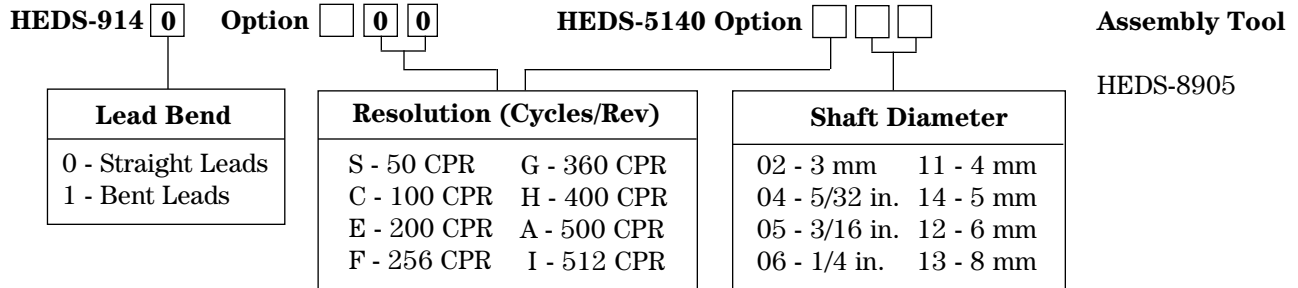 HEDS-914 0 Option 0 0 HEDS-5140 Option Assembly Tool
HEDS-8905
Lead Bend
0 - Straight Leads
1 - Bent Leads
Resolution (Cycles/Rev)
S - 50 CPR G - 360 CPR
C - 100 CPR H - 400 CPR
E - 200 CPR A - 500 CPR
F - 256 CPR I - 512 CPR
Shaft Diameter
02 - 3 mm 11 - 4 mm
04 - 5/32 in. 14 - 5 mm
05 - 3/16 in. 12 - 6 mm
06 - 1/4 in. 13 - 8 mm